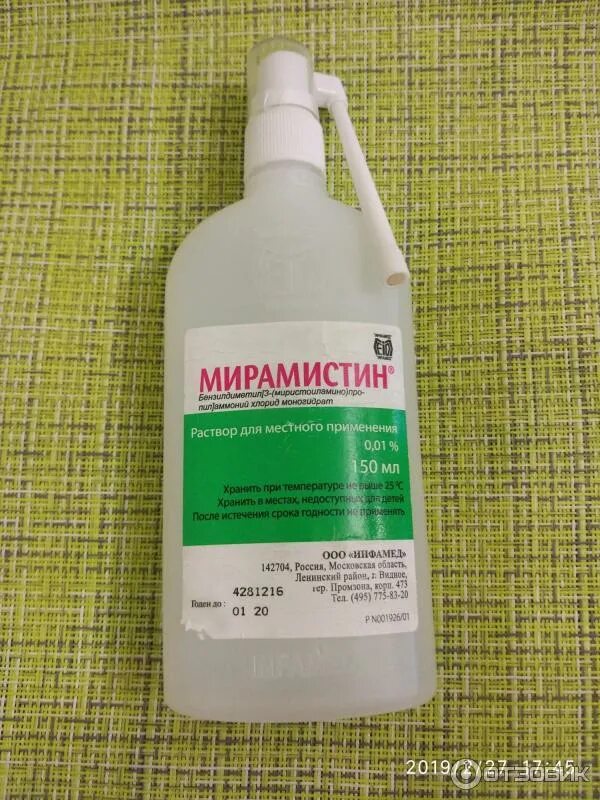 МИРАМИСТИН®
Бензилдиметил[3-(миристоиламино)про-
пил]аммоний хлорид моногидрат
Раствор для местного применения
0,01 %
150 мл
Хранить при температуре не выше 25 °С
Хранить в местах, недоступных для детей
После истечения срока годности не применять
ООО «ИНФАМЕД»
142704, Россия, Московская область,
Ленинский район, г. Видное,
тер. Промзона, корп. 473
Тел. (495) 775-83-20
4281216
Годен до : 01 20
Р N001926/01
2019/2/27 17:45
ОТЗОВИК